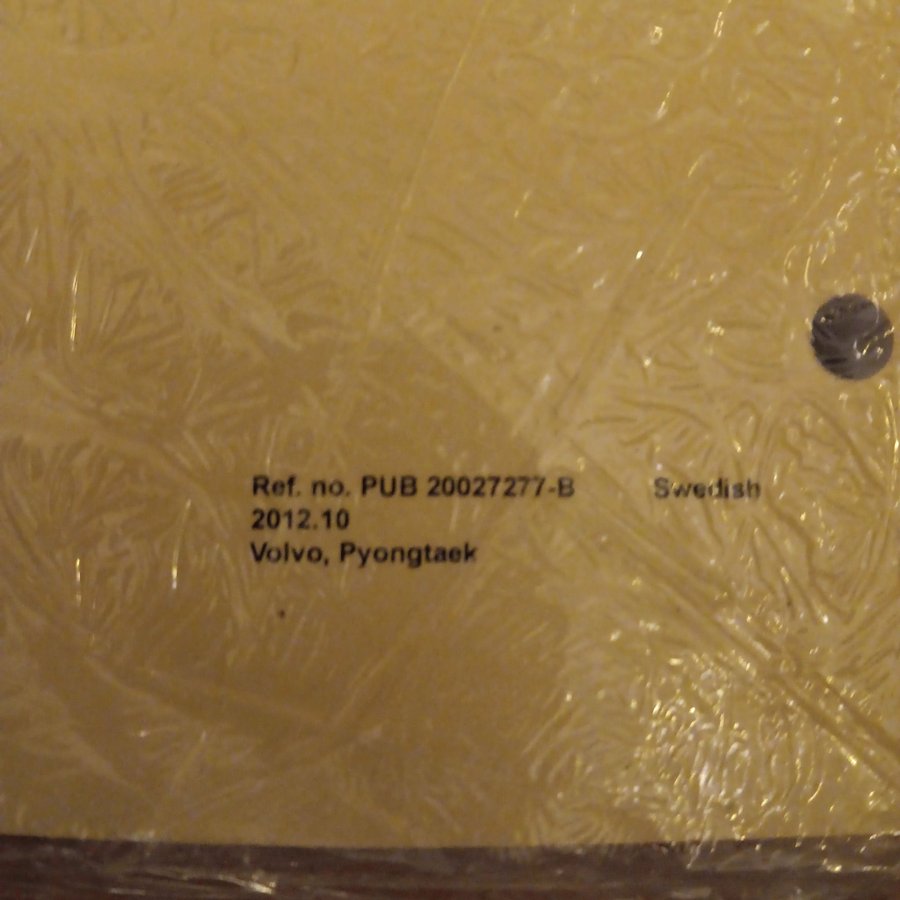 Ref. no. PUB 20027277-B Swedish
2012.10
Volvo, Pyongtaek